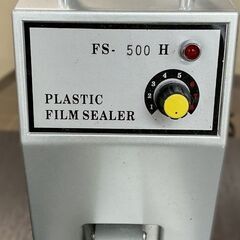 FS- 500 H
PLASTIC
FILM SEALER